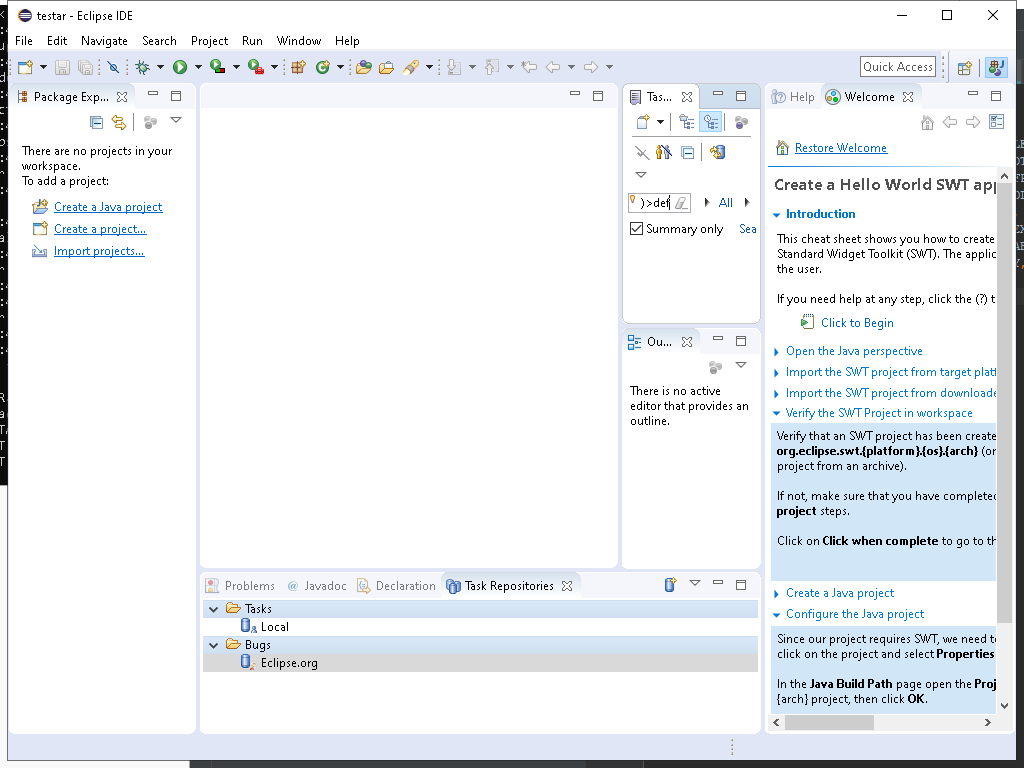 testar - Eclipse IDE
File Edit Navigate Search Project Run Window Help
Quick Access
Package Exp...
There are no projects in your
workspace.
To add a project:
Create a Java project
Create a project...
Import projects...
Tas...
)>def
All
Summary only Sea
Ou...
There is no active
editor that provides an
outline.
Help Welcome
Restore Welcome
Create a Hello World SWT app
Introduction
This cheat sheet shows you how to create
Standard Widget Toolkit (SWT). The applic
the user.
If you need help at any step, click the (?) t
Click to Begin
Open the Java perspective
Import the SWT project from target platf
Import the SWT project from downloade
Verify the SWT Project in workspace
Verify that an SWT project has been create
org.eclipse.swt.{platform}.{os}.{arch} (or
project from an archive).
If not, make sure that you have completed
project steps.
Click on Click when complete to go to th
Create a Java project
Configure the Java project
Since our project requires SWT, we need to
click on the project and select Properties
In the Java Build Path page open the Proj
{arch} project, then click OK.
Problems Javadoc Declaration Task Repositories
Tasks
Local
Bugs
Eclipse.org